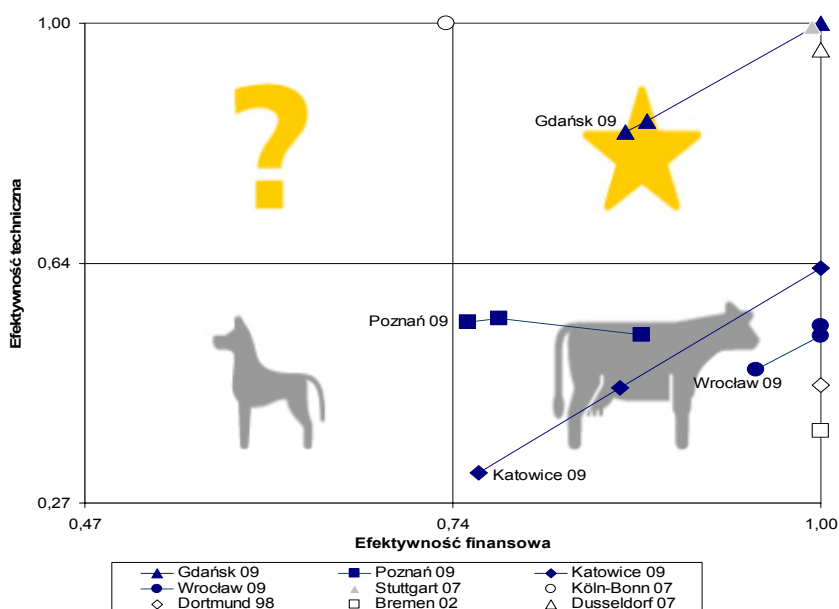 1,00
?
Gdańsk 09
Efektywność techniczna
0,64
Poznań 09
Wrocław 09
Katowice 09
0,27
0,47
0,74
1,00
Efektywność finansowa
Gdańsk 09
Poznań 09
Katowice 09
Wrocław 09
Stuttgart 07
Köln-Bonn 07
Dortmund 98
Bremen 02
Dusseldorf 07